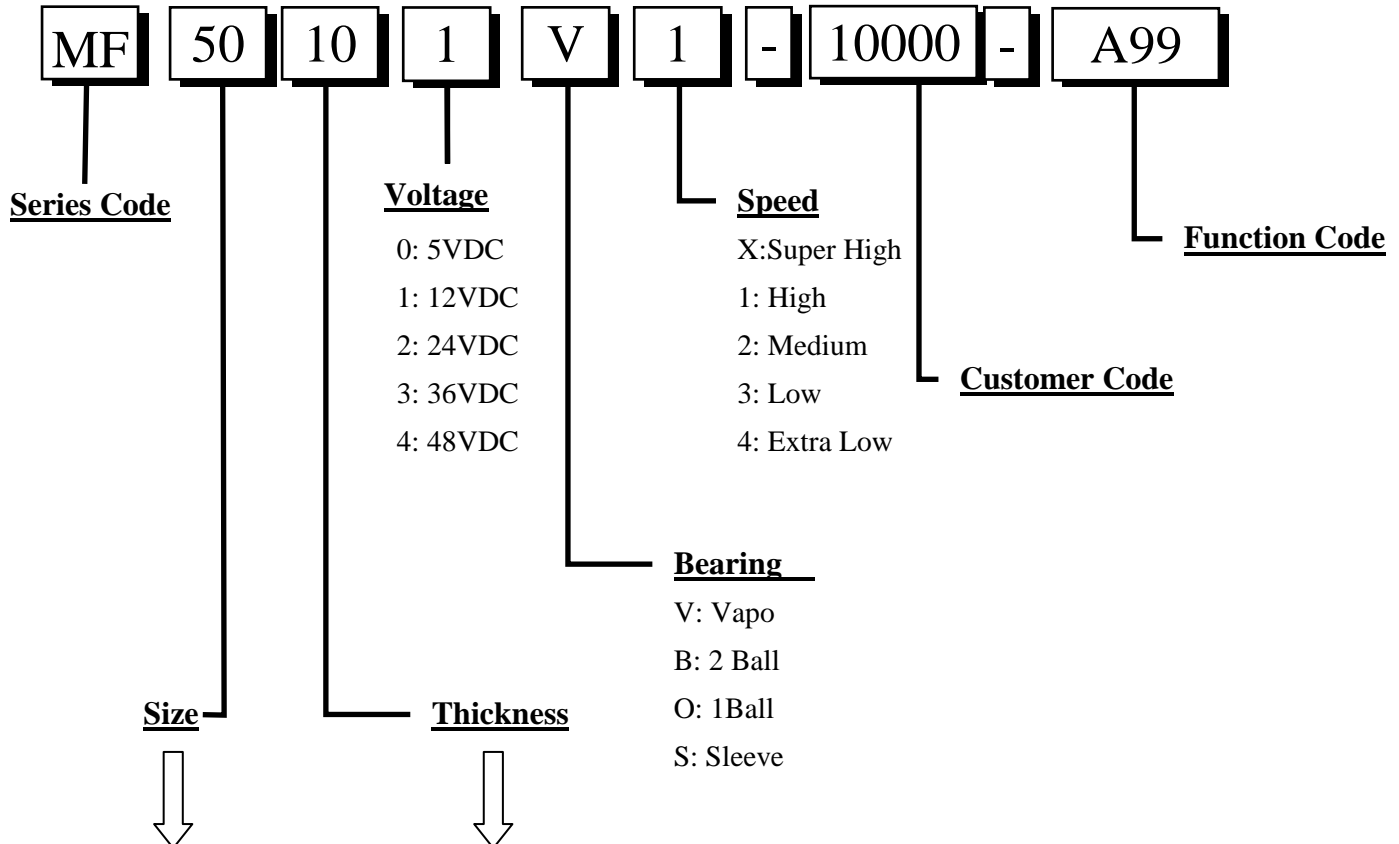 MF 50 10 1 V 1 - 10000 - A99
Series Code
Voltage
0: 5VDC
1: 12VDC
2: 24VDC
3: 36VDC
4: 48VDC
Speed
X:Super High
1: High
2: Medium
3: Low
4: Extra Low
Function Code
Customer Code
Bearing
V: Vapo
B: 2 Ball
O: 1Ball
S: Sleeve
Size
Thickness